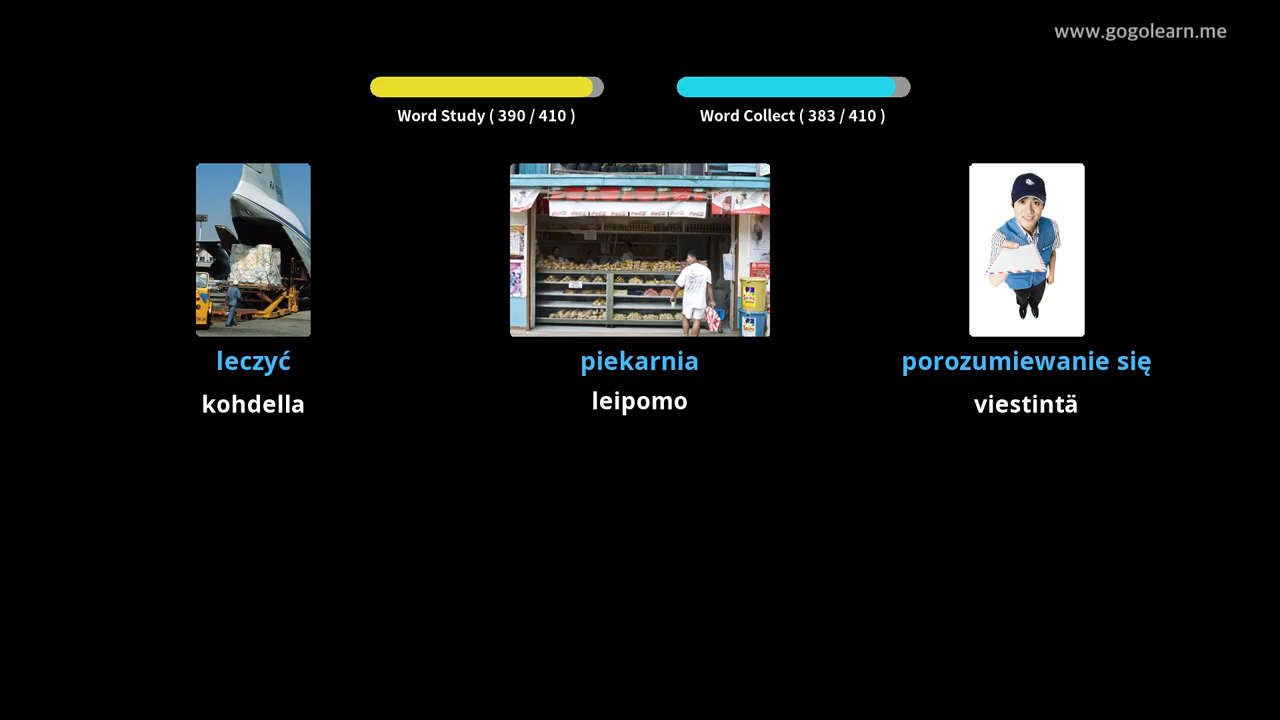 www.gogolearn.me
Word Study ( 390 / 410 )
Word Collect ( 383 / 410 )
leczyć
piekarnia
porozumiewanie się
kohdella
leipomo
viestintä